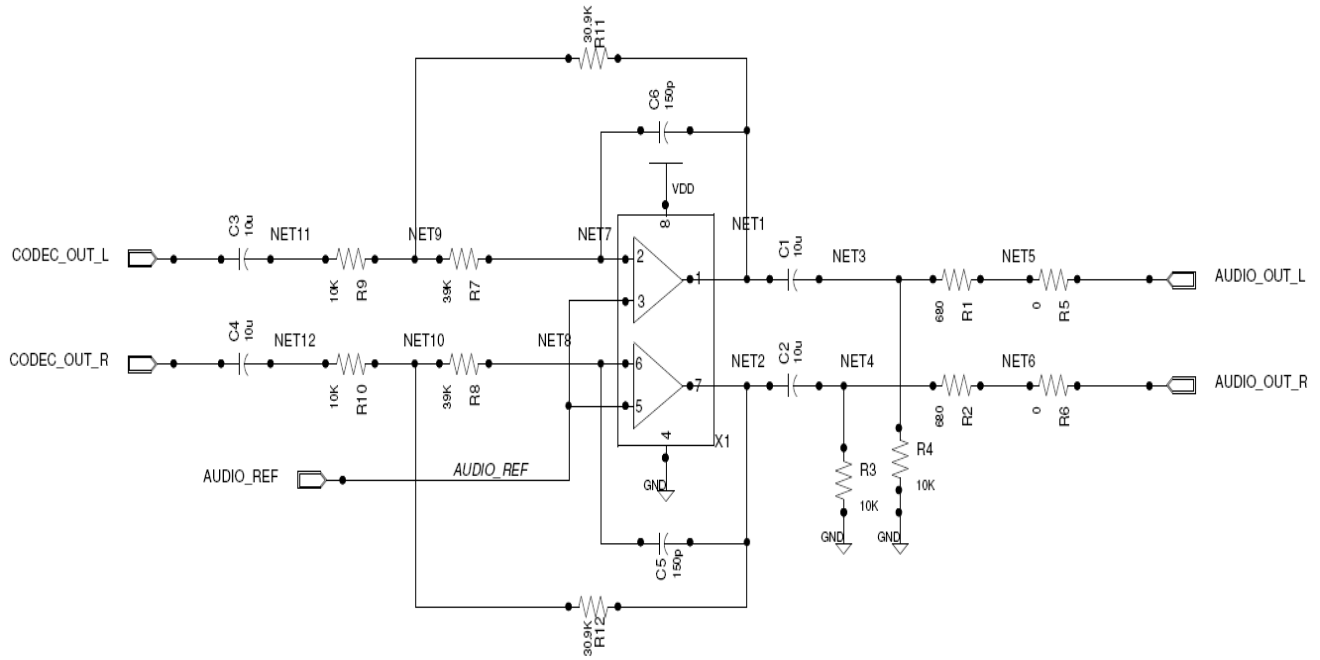 30.9K
R11
C6
150p
VDD
8
C3
10u
NET11
NET9
NET7
NET1
C1
10u
NET3
NET5
CODEC_OUT_L
2
1
AUDIO_OUT_L
10K
R9
39K
R7
3
680
R1
0
R5
C4
10u
NET12
NET10
NET8
6
NET2
C2
10u
NET4
NET6
CODEC_OUT_R
7
AUDIO_OUT_R
10K
R10
39K
R8
5
680
R2
0
R6
4
X1
R3
R4
AUDIO_REF
AUDIO_REF
GND
10K
10K
GND
GND
C5
150p
30.9K
R12